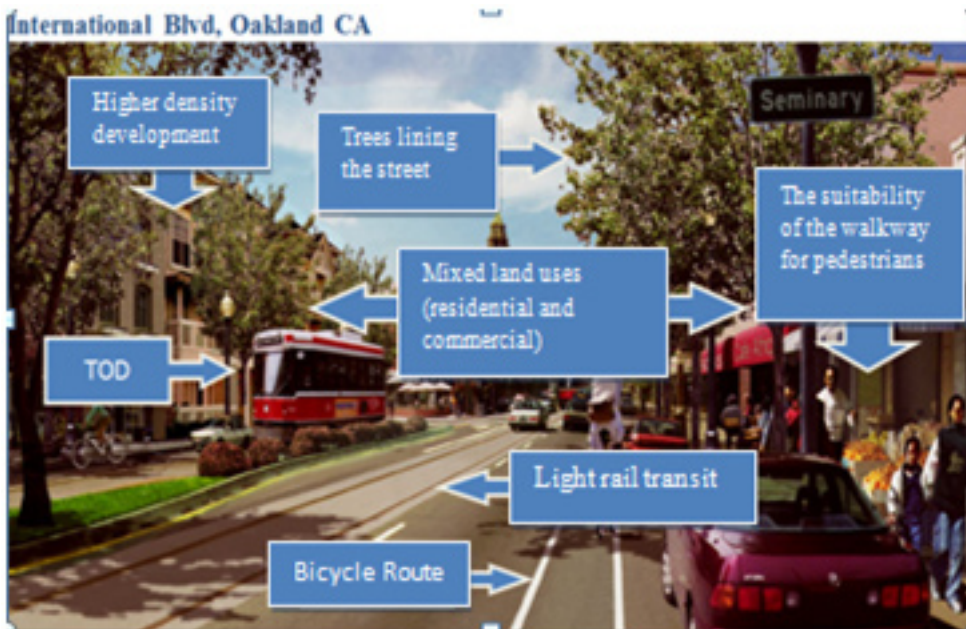 International Blvd, Oakland CA
Higher density
development
Trees lining
the street
Seminary
The suitability
of the walkway
for pedestrians
Mixed land uses
(residential and
commercial)
TOD
Light rail transit
Bicycle Route